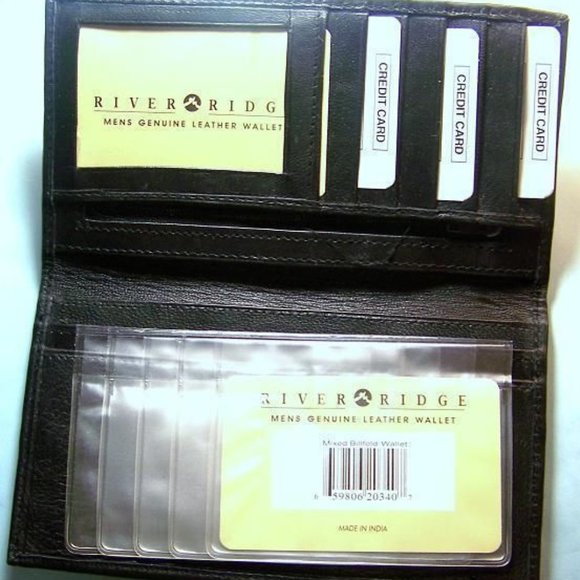 RIVER RIDGE
MENS GENUINE LEATHER WALLET
CREDIT CARD
CREDIT CARD
CREDIT CARD
RIVER RIDGE
MENS GENUINE LEATHER WALLET
Mixed Billfold Wallet
6 59806 20340 7
MADE IN INDIA